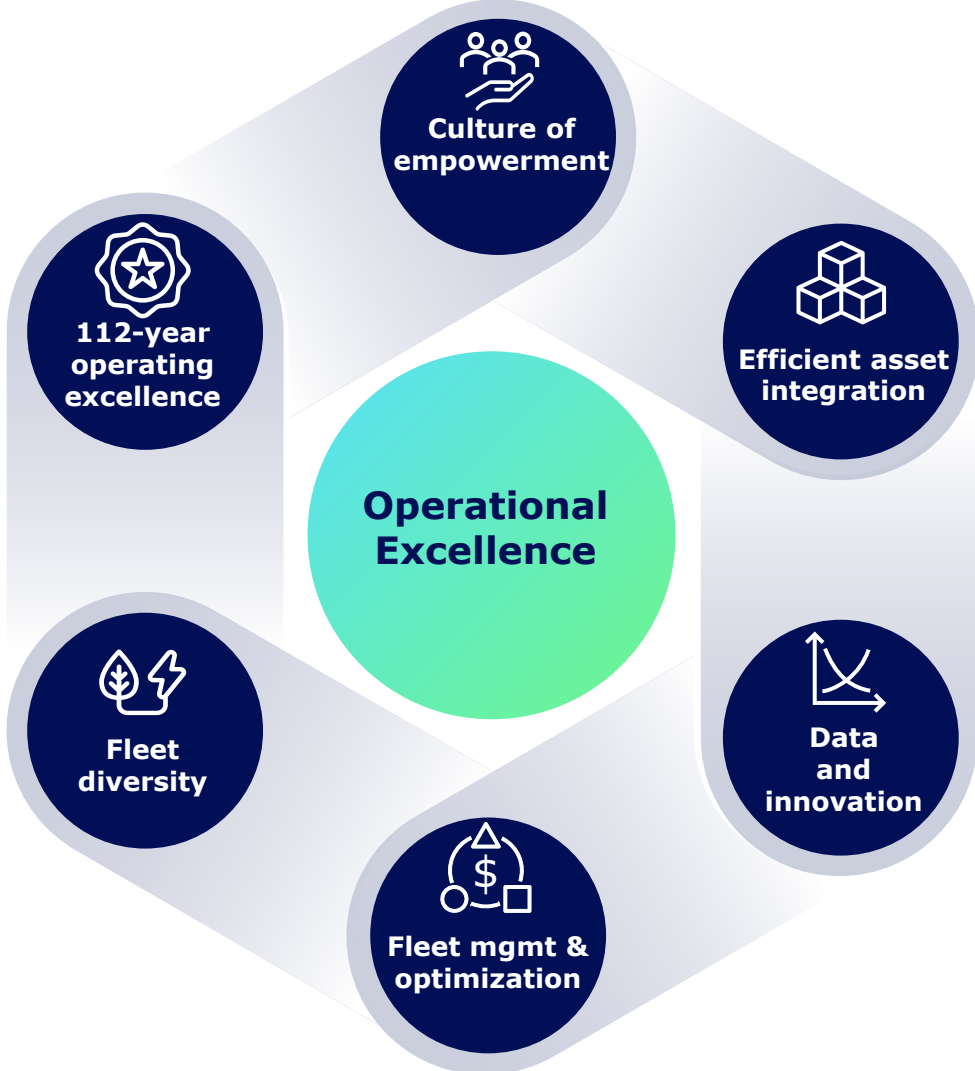 Culture of
empowerment
112-year
operating
excellence
Efficient asset
integration
Operational
Excellence
Fleet
diversity
Data
and
innovation
$
Fleet mgmt &
optimization